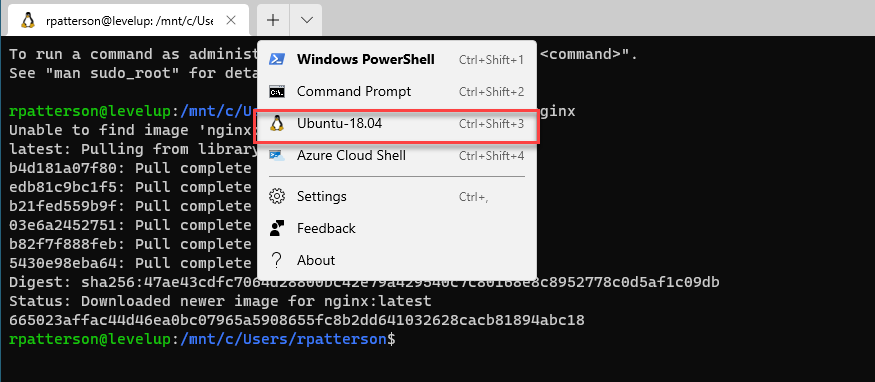 rpatterson@levelup: /mnt/c/Use
To run a command as adminis <command>".
See "man sudo_root" for deta
Windows PowerShell Ctrl+Shift+1
Command Prompt Ctrl+Shift+2
Ubuntu-18.04 Ctrl+Shift+3
Azure Cloud Shell Ctrl+Shift+4
Settings Ctrl+,
Feedback
About
rpatterson@levelup:/mnt/c/Us ginx
Unable to find image 'nginx:
latest: Pulling from library
b4d181a07f80: Pull complete
edb81c9bc1f5: Pull complete
b21fed559b9f: Pull complete
03e6a2452751: Pull complete
b82f7f888feb: Pull complete
5430e98eba64: Pull complete
Digest: sha256:47ae43cdfc7064d28800bc42e79a429540c7c80168e8c8952778c0d5af1c09db
Status: Downloaded newer image for nginx:latest
665023affac44d46ea0bc07965a5908655fc8b2dd641032628cacb81894abc18
rpatterson@levelup:/mnt/c/Users/rpatterson$